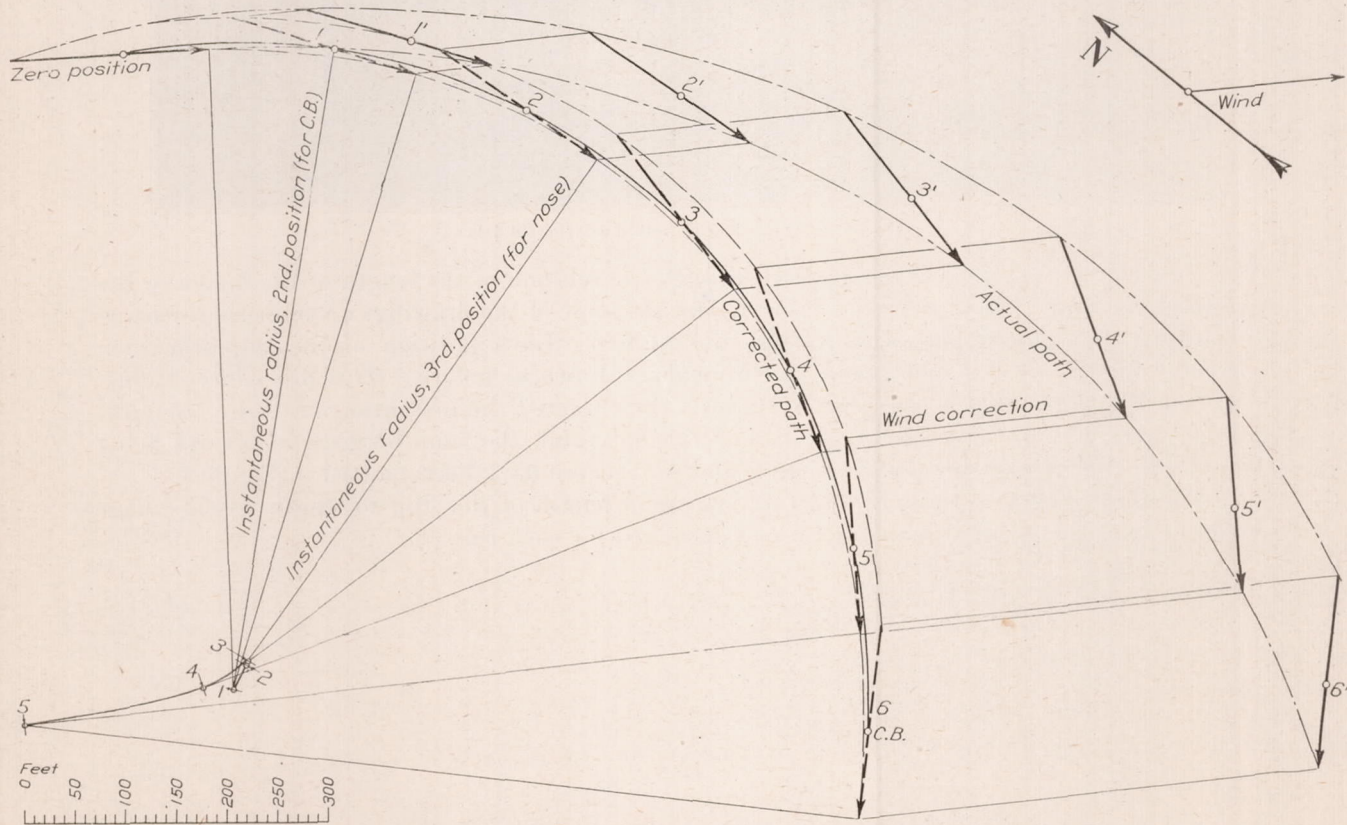 Zero position
1
1'
2
2'
3
3'
4
4'
5
5'
6
6'
C.B.
N
Wind
Instantaneous radius, 2nd. position (for C.B.)
Instantaneous radius, 3rd. position (for nose)
Corrected path
Actual path
Wind correction
3
2
4
1
5
Feet
0 50 100 150 200 250 300